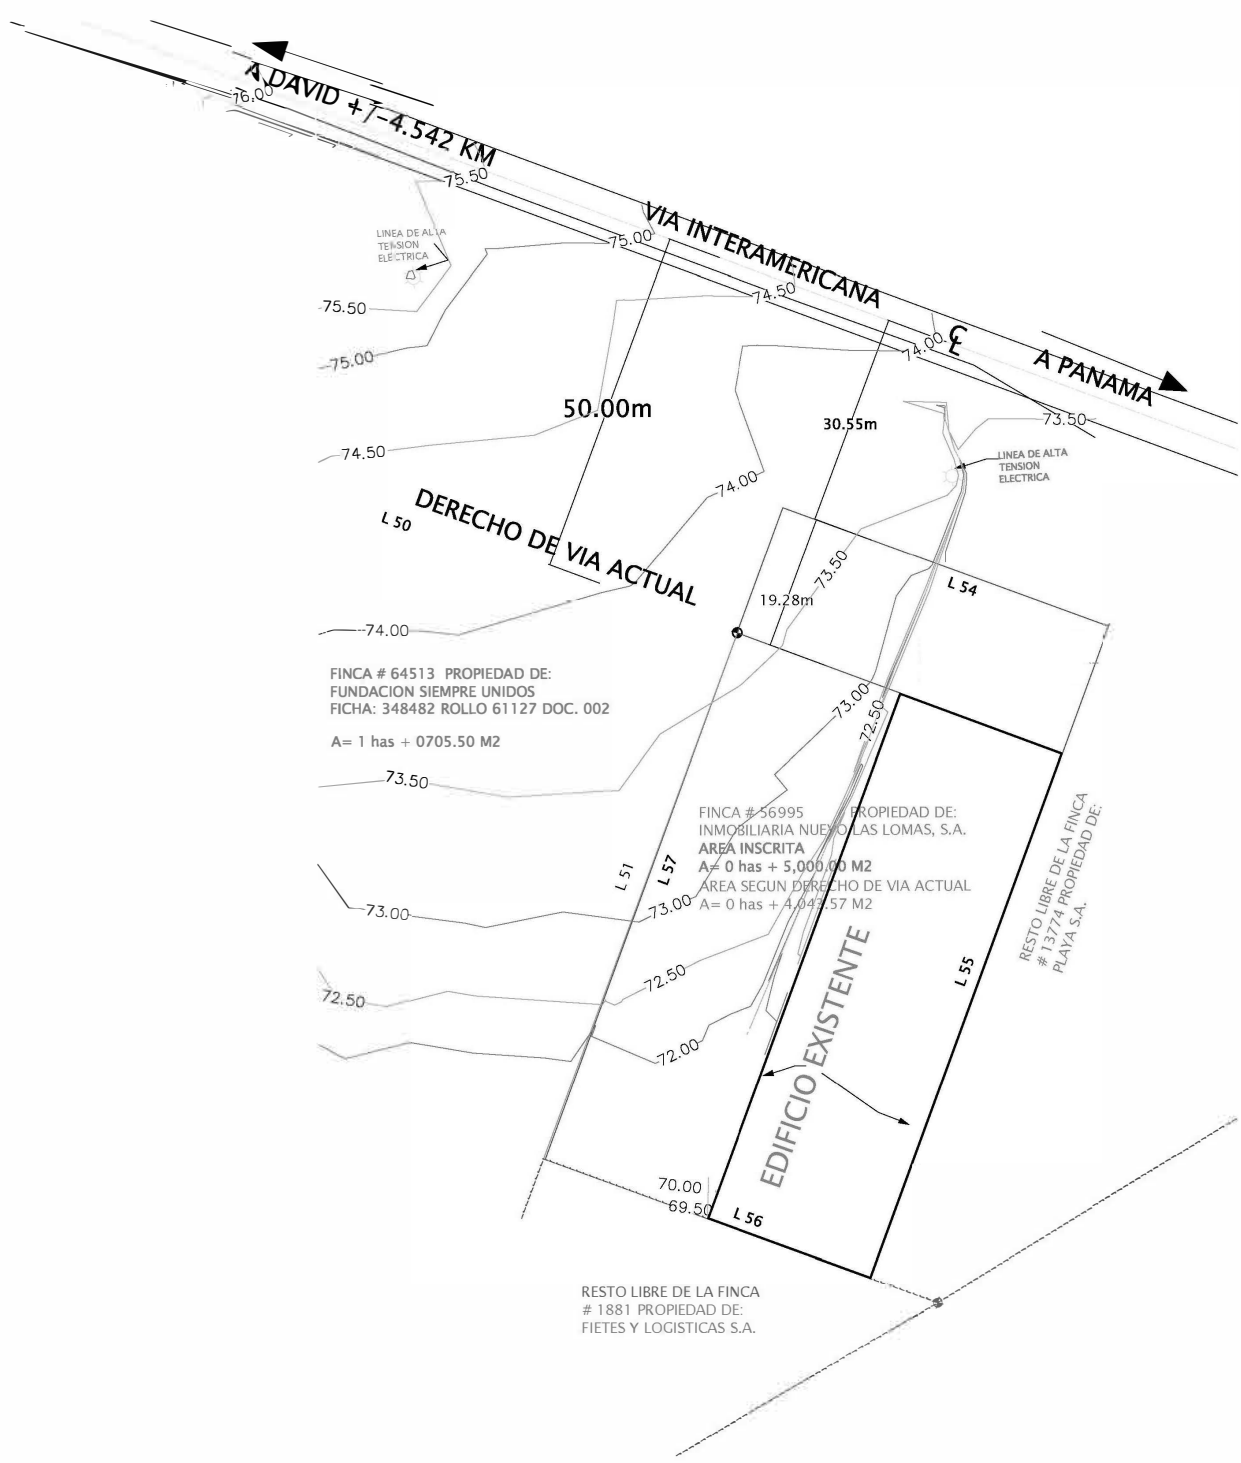 A DAVID +/-4.542 KM
76.00
75.50
VIA INTERAMERICANA
75.00
LINEA DE ALTA
TENSION
ELECTRICA
74.50
75.50
C
L
74.00
A PANAMA
75.00
50.00m
30.55m
73.50
74.50
LINEA DE ALTA
TENSION
ELECTRICA
74.00
DERECHO DE VIA ACTUAL
L 50
73.50
L 54
19.28m
74.00
FINCA # 64513 PROPIEDAD DE:
FUNDACION SIEMPRE UNIDOS
FICHA: 348482 ROLLO 61127 DOC. 002
A= 1 has + 0705.50 M2
73.00
72.50
73.50
FINCA # 56995 PROPIEDAD DE:
INMOBILIARIA NUEVO LAS LOMAS, S.A.
AREA INSCRITA
A= 0 has + 5,000.00 M2
AREA SEGUN DERECHO DE VIA ACTUAL
A= 0 has + 4,043.57 M2
RESTO LIBRE DE LA FINCA
# 13774 PROPIEDAD DE:
PLAYA S.A.
L 51
L 57
73.00
73.00
72.50
72.50
L 55
EDIFICIO EXISTENTE
72.00
70.00
69.50
L 56
RESTO LIBRE DE LA FINCA
# 1881 PROPIEDAD DE:
FIETES Y LOGISTICAS S.A.